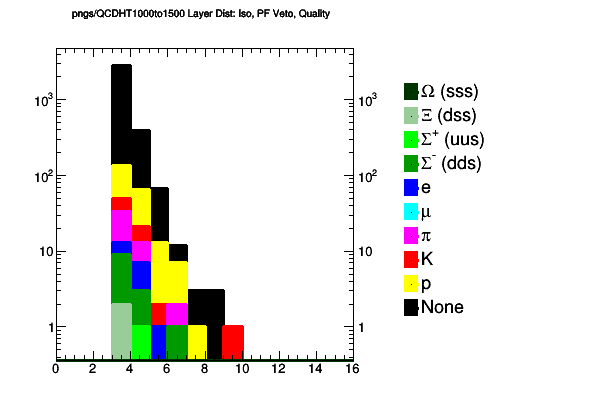 pngs/QCDHT1000to1500 Layer Dist: Iso, PF Veto, Quality
10³ 10³
10² 10²
10 10
1 1
0 2 4 6 8 10 12 14 16
Ω (sss)
Ξ (dss)
Σ⁺ (uus)
Σ⁻ (dds)
e
μ
π
K
p
None